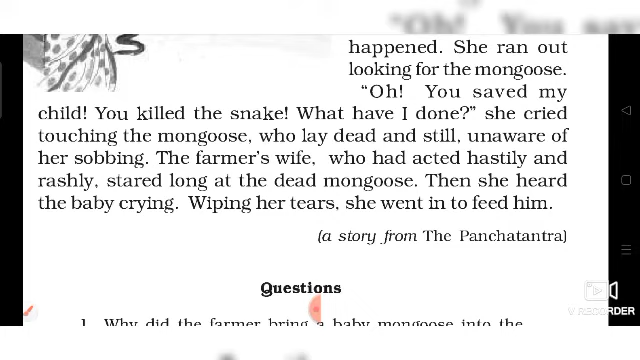 "Oh! You say
happened. She ran out
looking for the mongoose.
"Oh! You saved my
child! You killed the snake! What have I done?" she cried
touching the mongoose, who lay dead and still, unaware of
her sobbing. The farmer's wife, who had acted hastily and
rashly, stared long at the dead mongoose. Then she heard
the baby crying. Wiping her tears, she went in to feed him.
(a story from The Panchatantra)
Questions
1. Why did the farmer bring a baby mongoose into the
V RECORDER